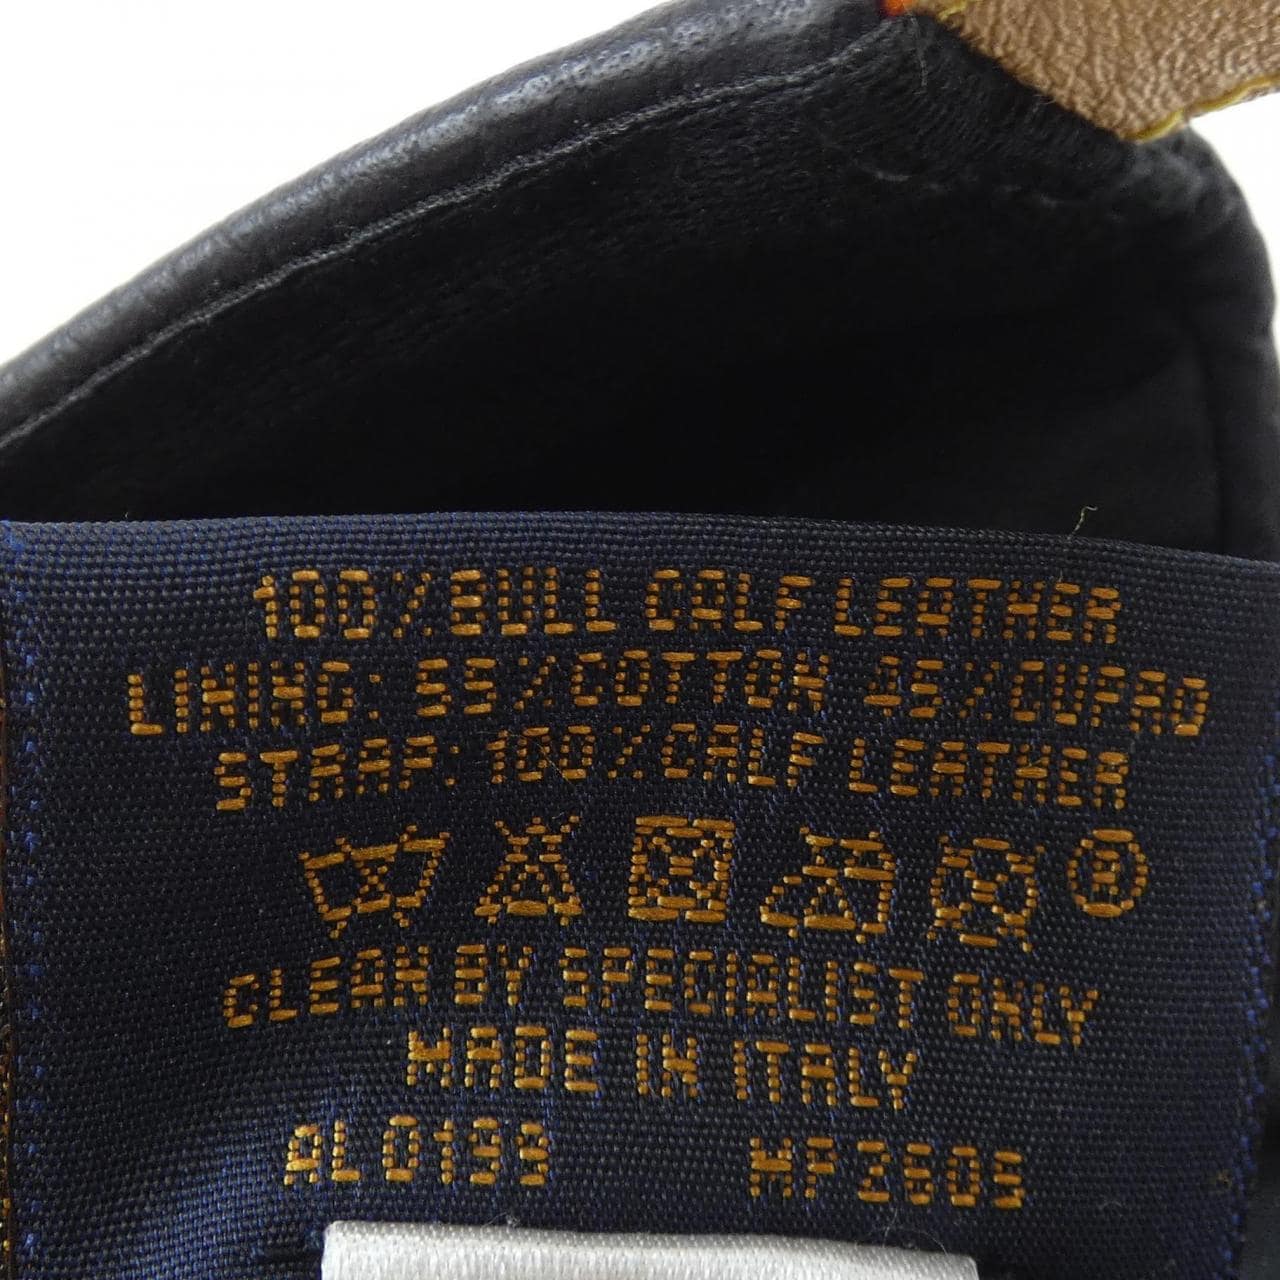 100% BULL CALF LEATHER
LINING: 55% COTTON 45% CUPRO
STRAP: 100% CALF LEATHER
®
CLEAN BY SPECIALIST ONLY
MADE IN ITALY
AL0199 MP2605